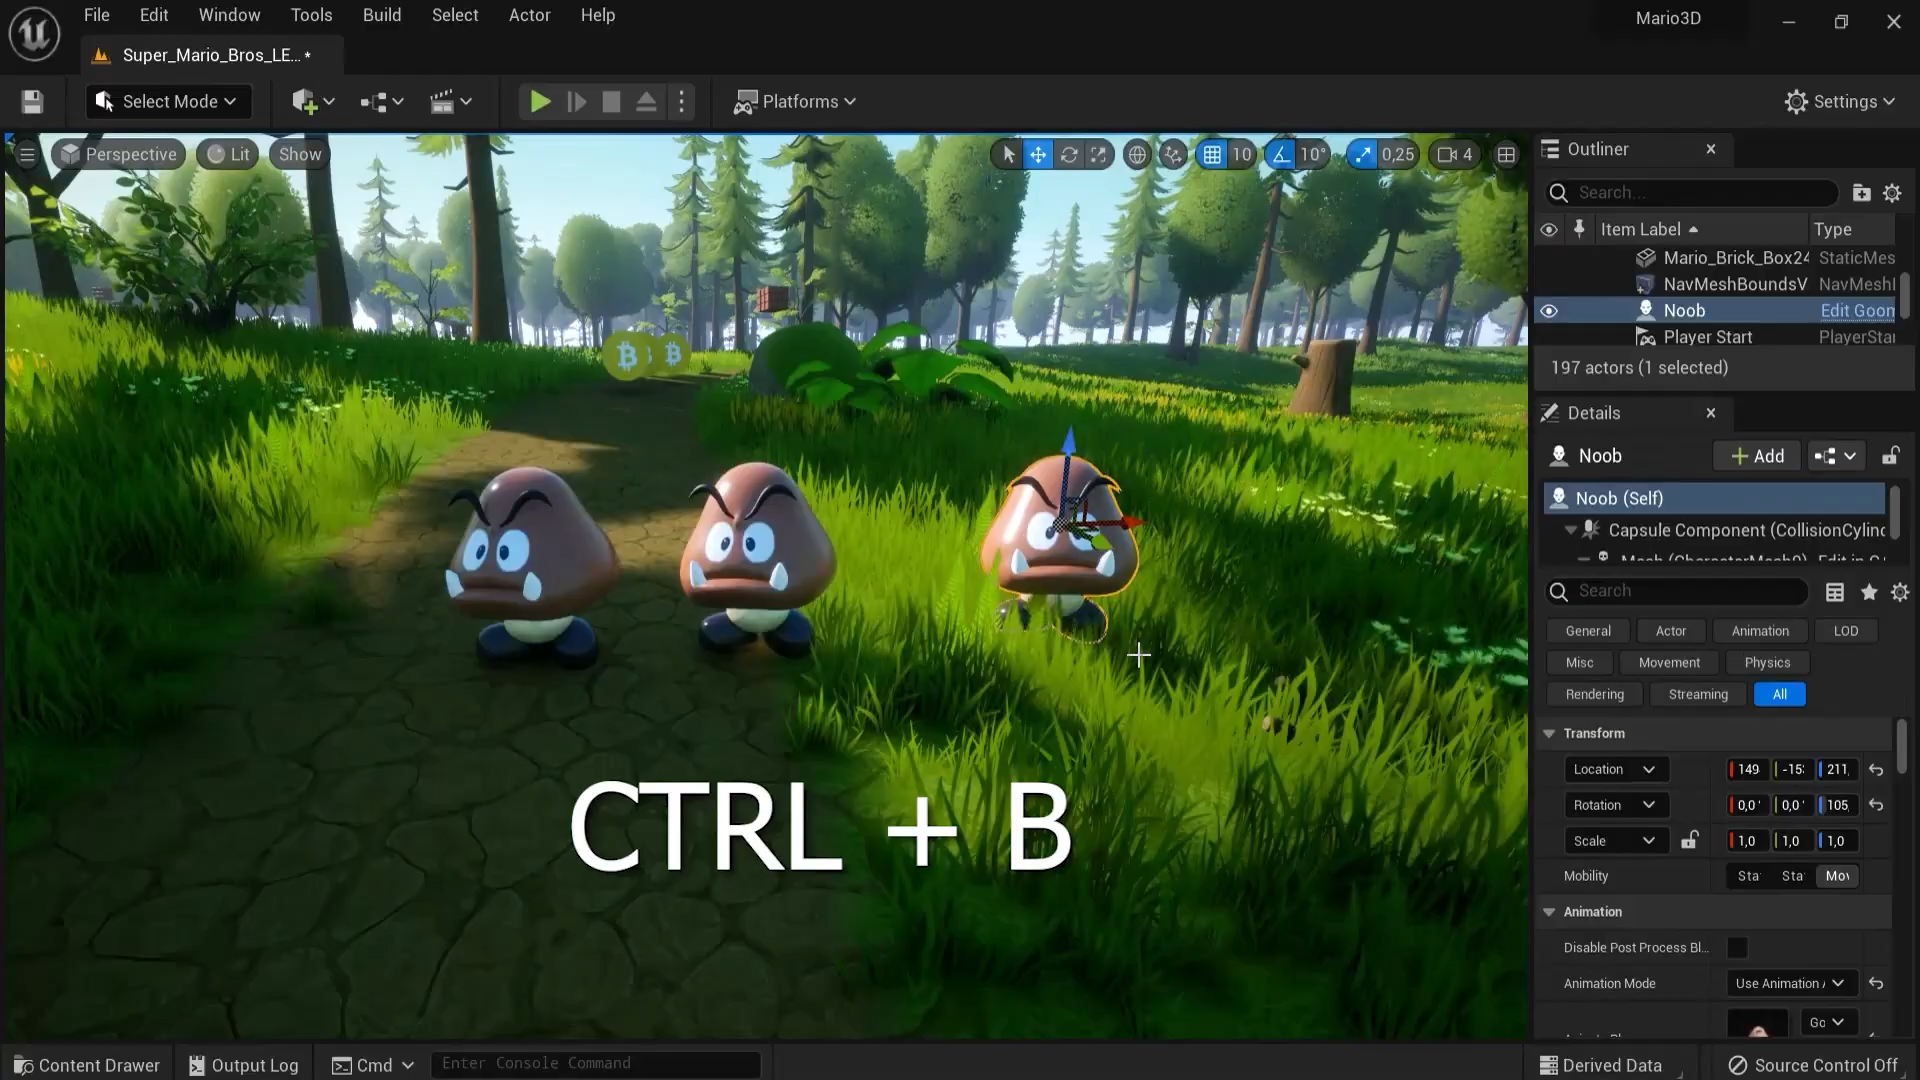 File Edit Window Tools Build Select Actor Help
Mario3D
Super_Mario_Bros_LE... •
Select Mode
Platforms
Settings
Perspective
Lit
Show
10
10°
0,25
4
Outliner
Search...
Item Label
Type
Mario_Brick_Box24 StaticMes
NavMeshBoundsV NavMeshI
Noob Edit Goom
Player Start PlayerStar
197 actors (1 selected)
Details
Noob
Add
Noob (Self)
Capsule Component (CollisionCylinc
Search
General Actor Animation LOD
Misc Movement Physics
Rendering Streaming All
Transform
Location 149 -15: 211,
Rotation 0,0 ° 0,0 ° 105,
Scale 1,0 1,0 1,0
Mobility Sta Sta Mov
Animation
Disable Post Process Bl...
Animation Mode Use Animation
Go
CTRL + B
Content Drawer
Output Log
Cmd
Enter Console Command
Derived Data
Source Control Off